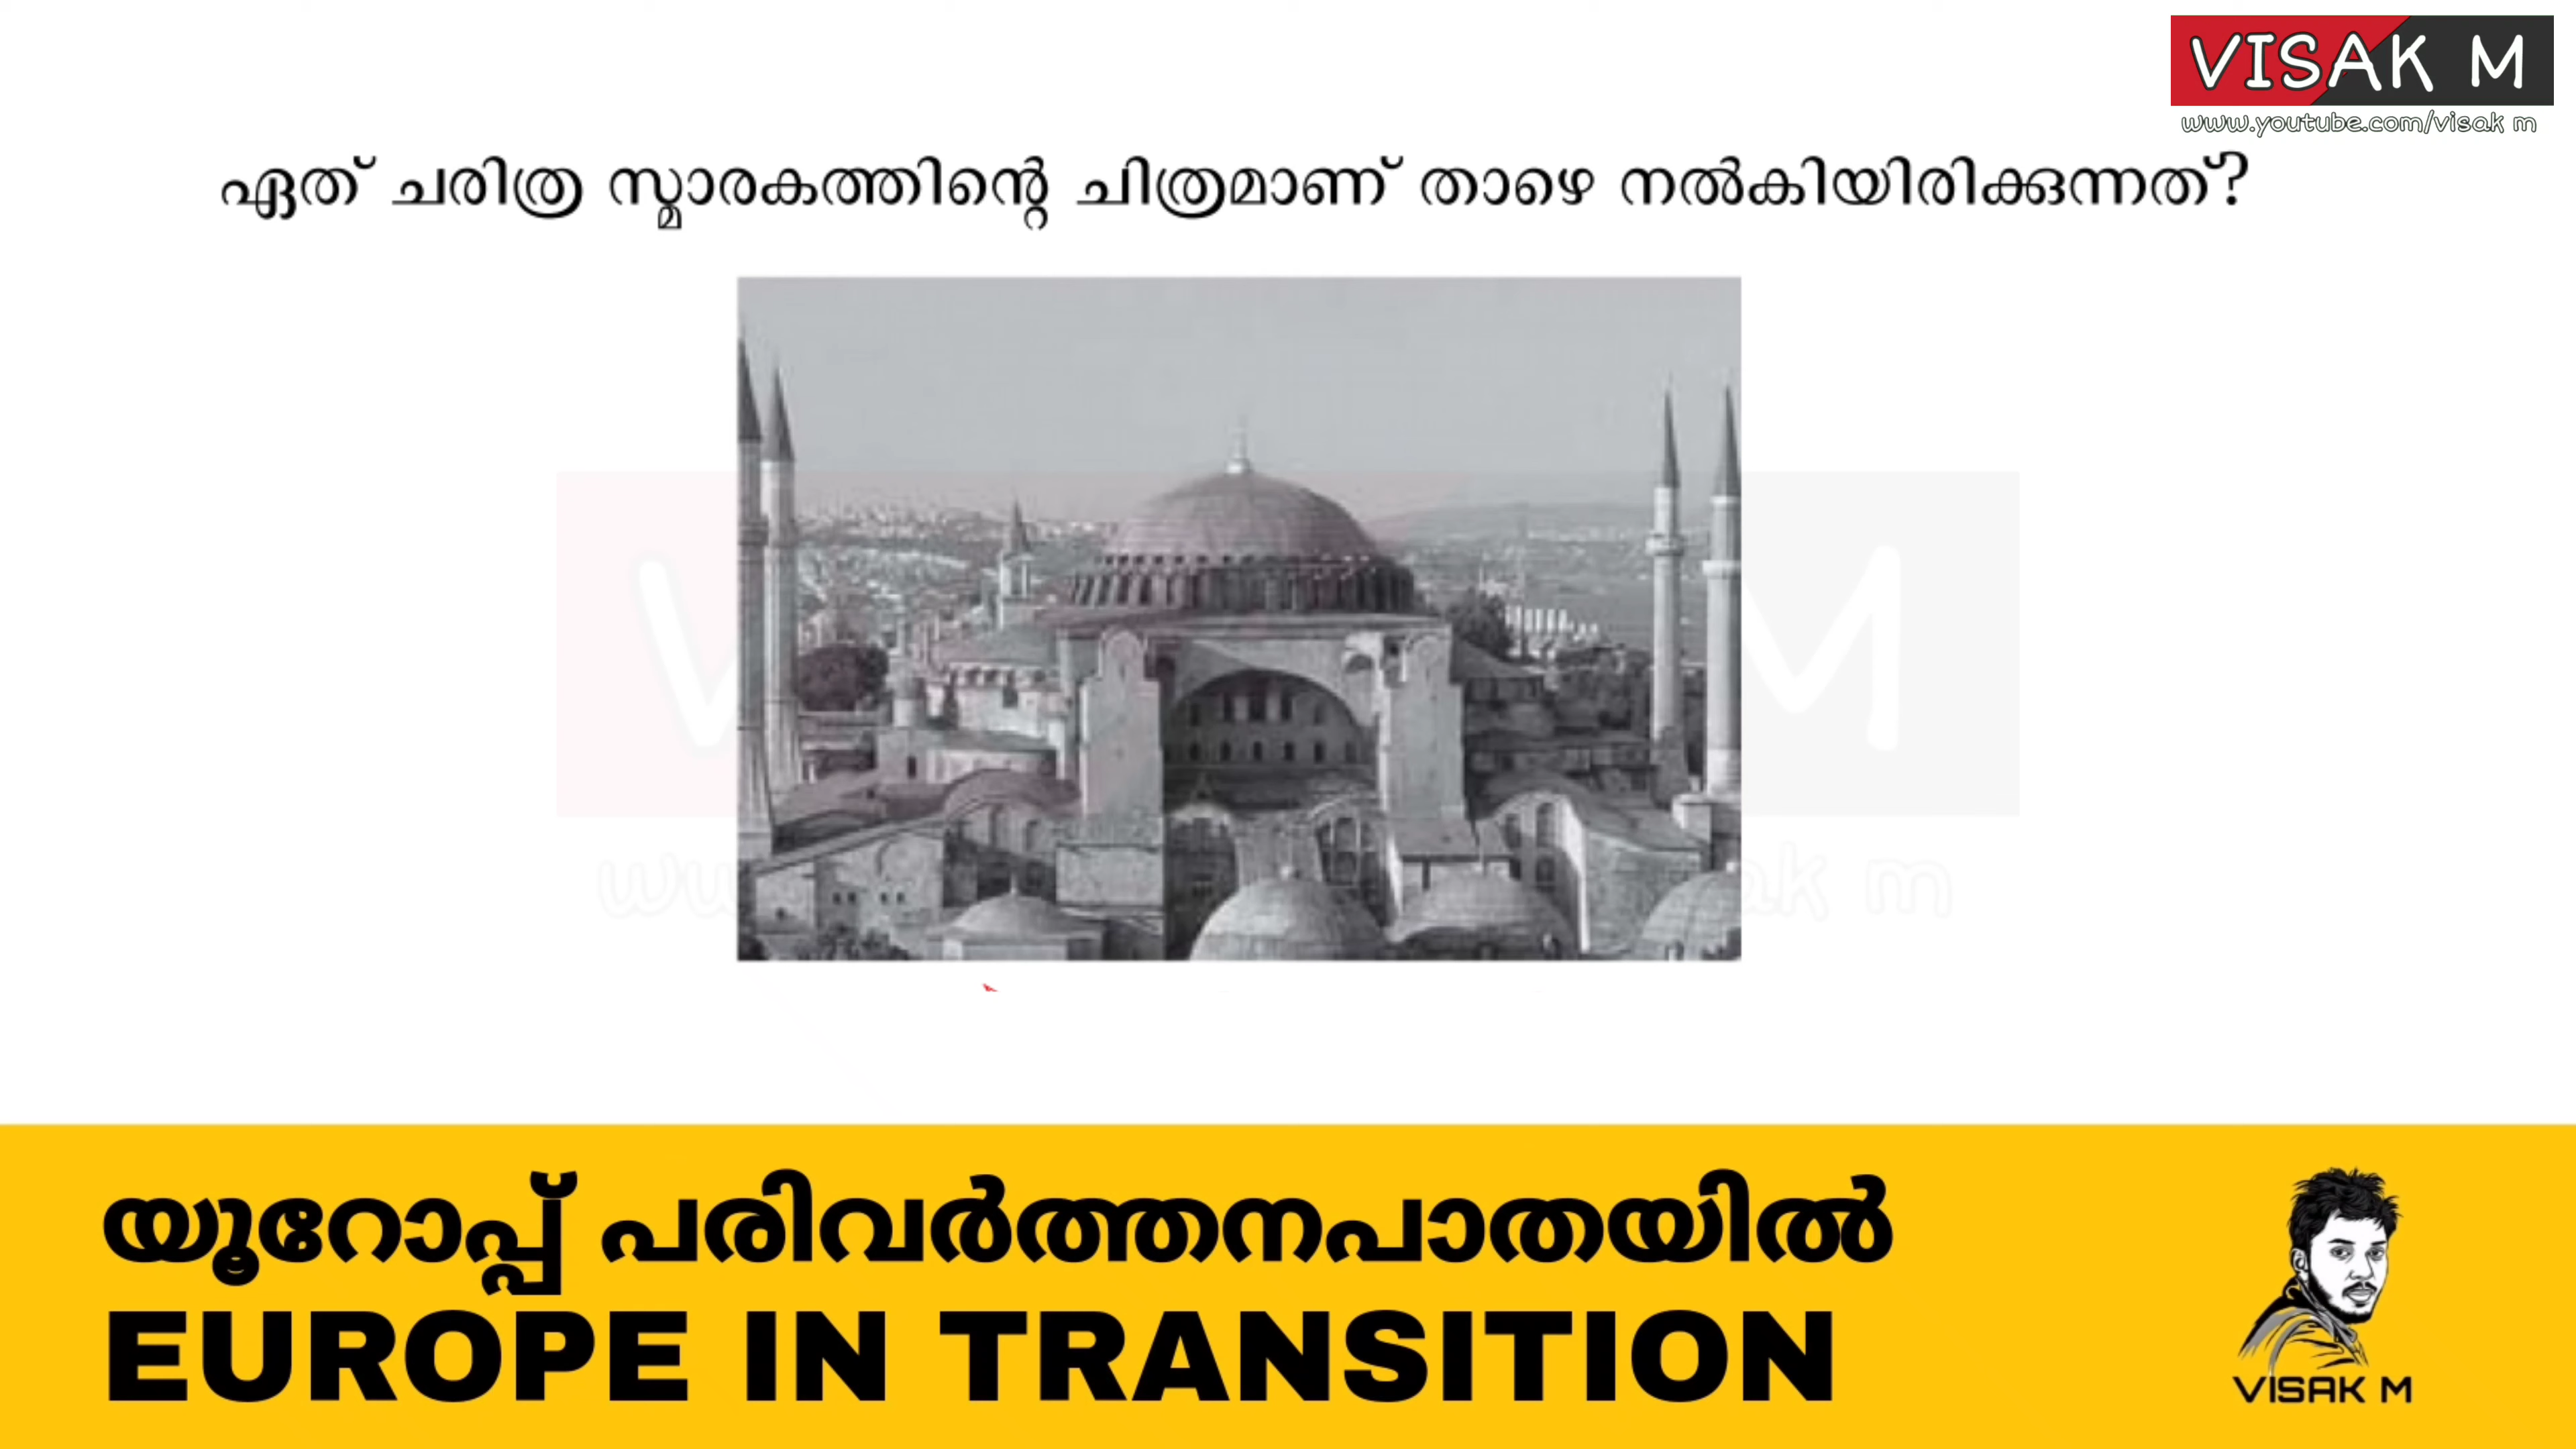 VISAK M
www.youtube.com/visak m
ഏത് ചരിത്ര സ്മാരകത്തിന്റെ ചിത്രമാണ് താഴെ നൽകിയിരിക്കുന്നത്?
യൂറോപ്പ് പരിവർത്തനപാതയിൽ
EUROPE IN TRANSITION
VISAK M